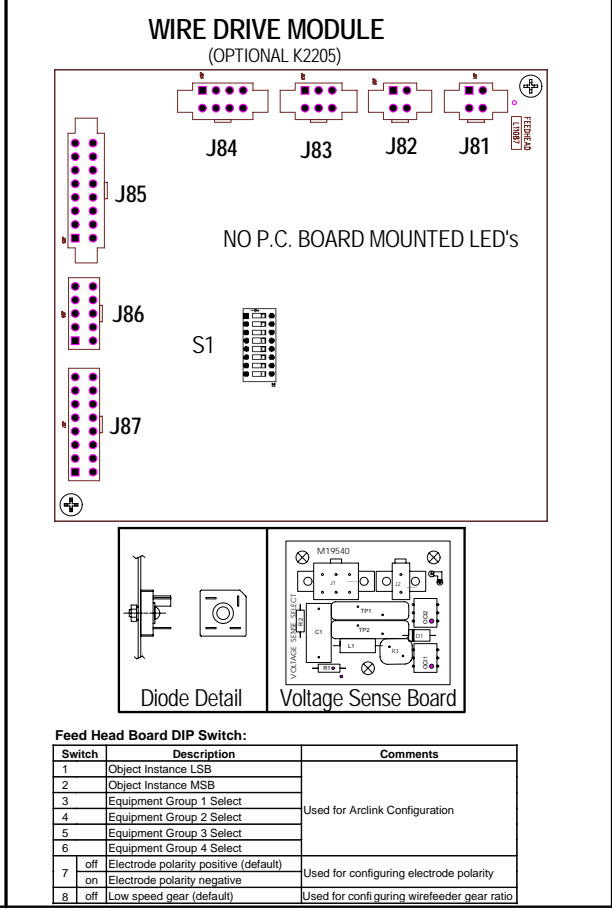 WIRE DRIVE MODULE
(OPTIONAL K2205)
J84
J83
J82
J81
FEEDHEAD
L11087
J85
NO P.C. BOARD MOUNTED LED's
J86
S1
J87
M19540
J1
J2
VOLTAGE SENSE SELECT
R2
C1
TP1
TP2
OCI2
L1
D1
R3
OCI1
R1
Diode Detail
Voltage Sense Board
Feed Head Board DIP Switch:
Switch Description Comments
1 Object Instance LSB
2 Object Instance MSB
3 Equipment Group 1 Select
4 Equipment Group 2 Select
5 Equipment Group 3 Select
6 Equipment Group 4 Select
Used for Arclink Configuration
7 off Electrode polarity positive (default)
on Electrode polarity negative
Used for configuring electrode polarity
8 off Low speed gear (default) Used for configuring wirefeeder gear ratio